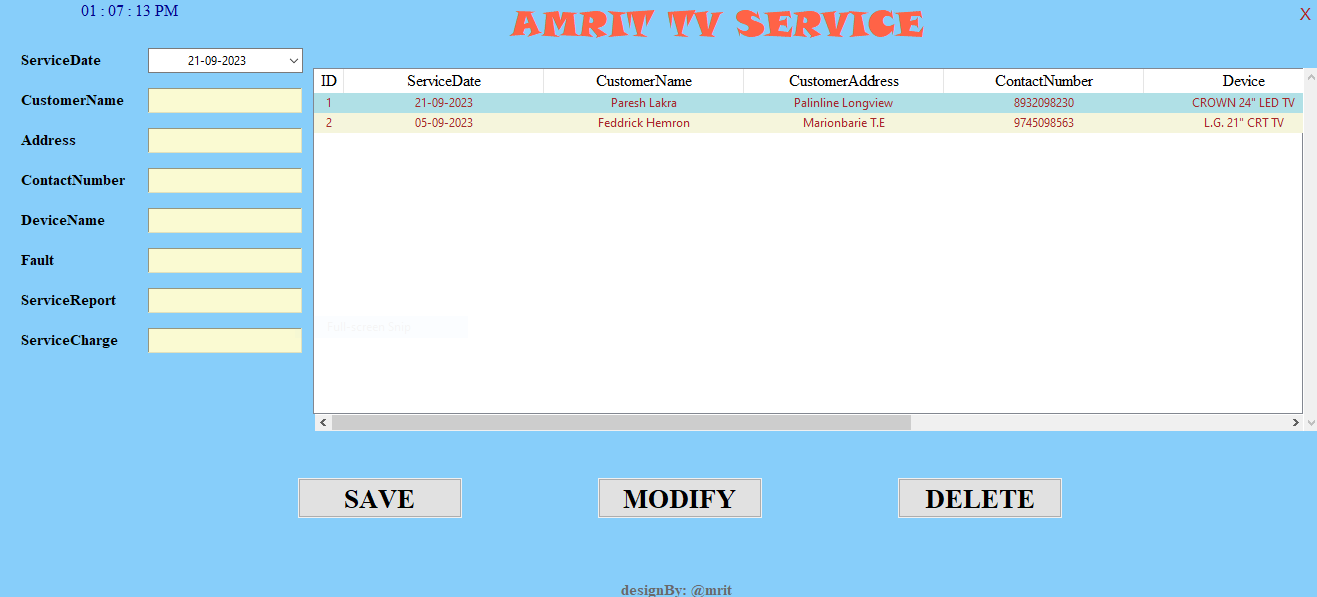 01 : 07 : 13 PM
AMRIT TV SERVICE
X
ServiceDate 21-09-2023
CustomerName
Address
ContactNumber
DeviceName
Fault
ServiceReport
ServiceCharge
ID ServiceDate CustomerName CustomerAddress ContactNumber Device
1 21-09-2023 Paresh Lakra Palinline Longview 8932098230 CROWN 24" LED TV
2 05-09-2023 Feddrick Hemron Marionbarie T.E 9745098563 L.G. 21" CRT TV
Full-screen Snip
SAVE MODIFY DELETE
designBy: @mrit